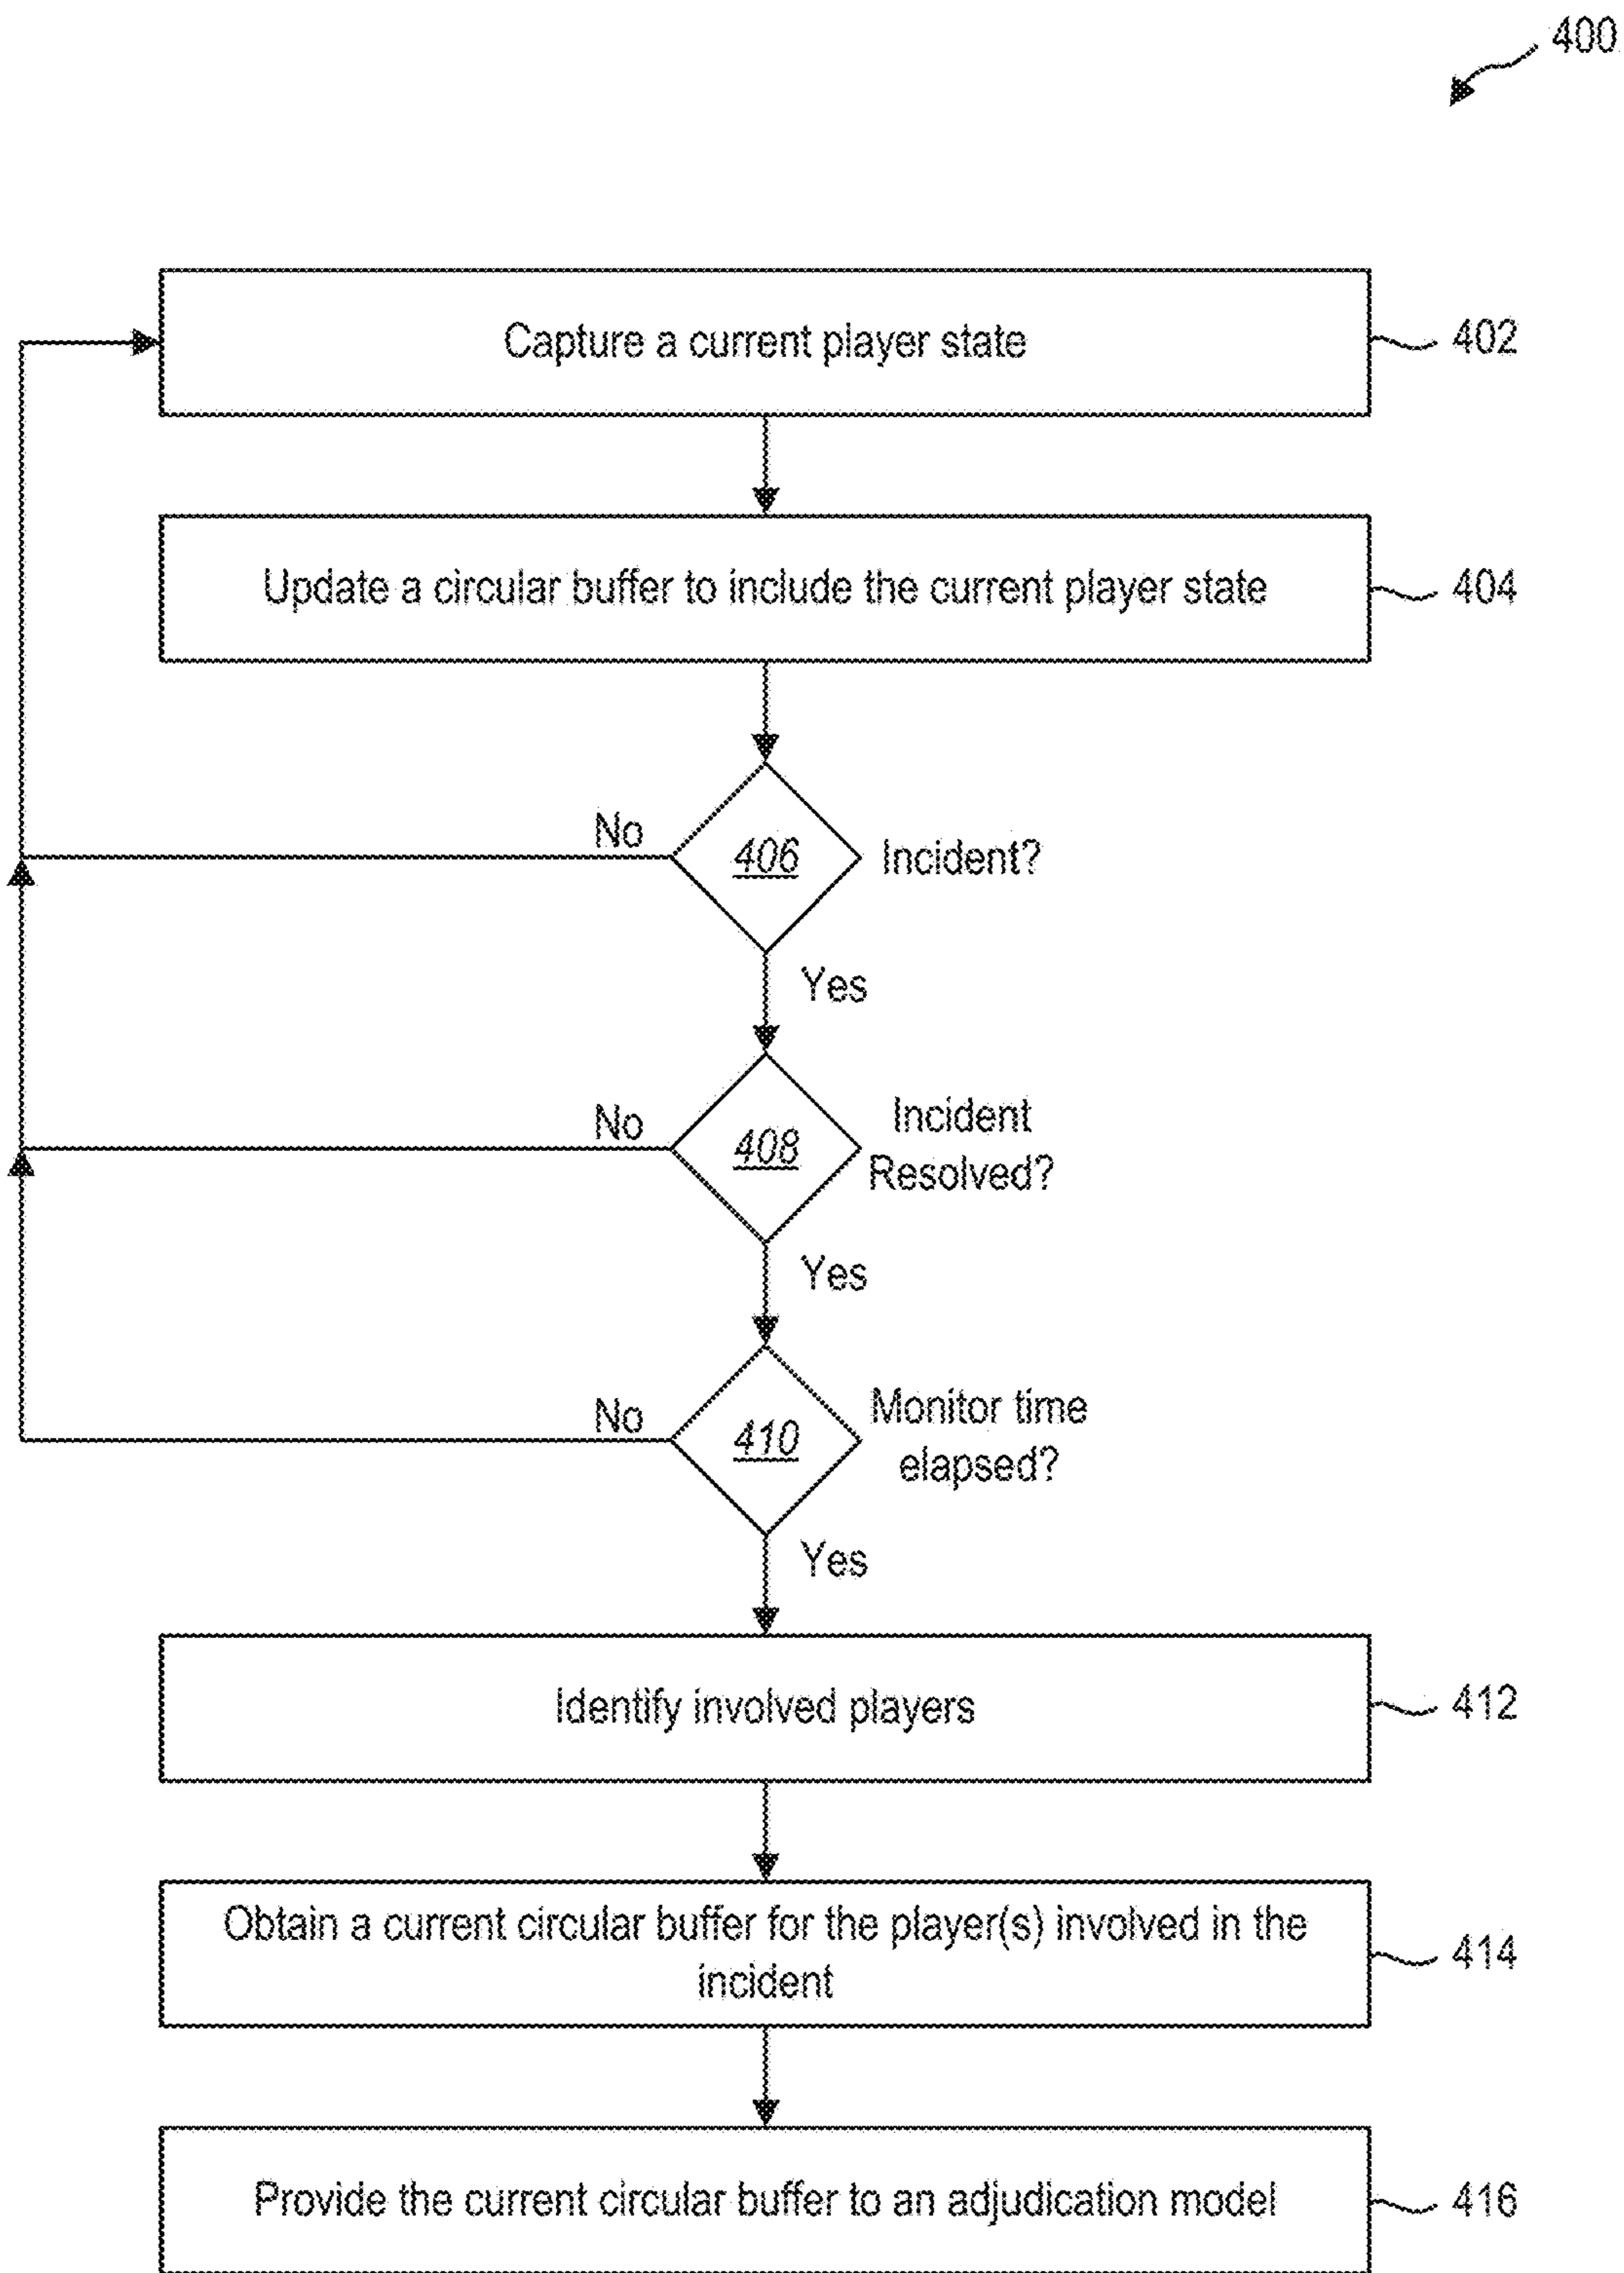 400
Capture a current player state
402
Update a circular buffer to include the current player state
404
No
406
Incident?
Yes
No
408
Incident
Resolved?
Yes
No
410
Monitor time
elapsed?
Yes
Identify involved players
412
Obtain a current circular buffer for the player(s) involved in the
incident
414
Provide the current circular buffer to an adjudication model
416